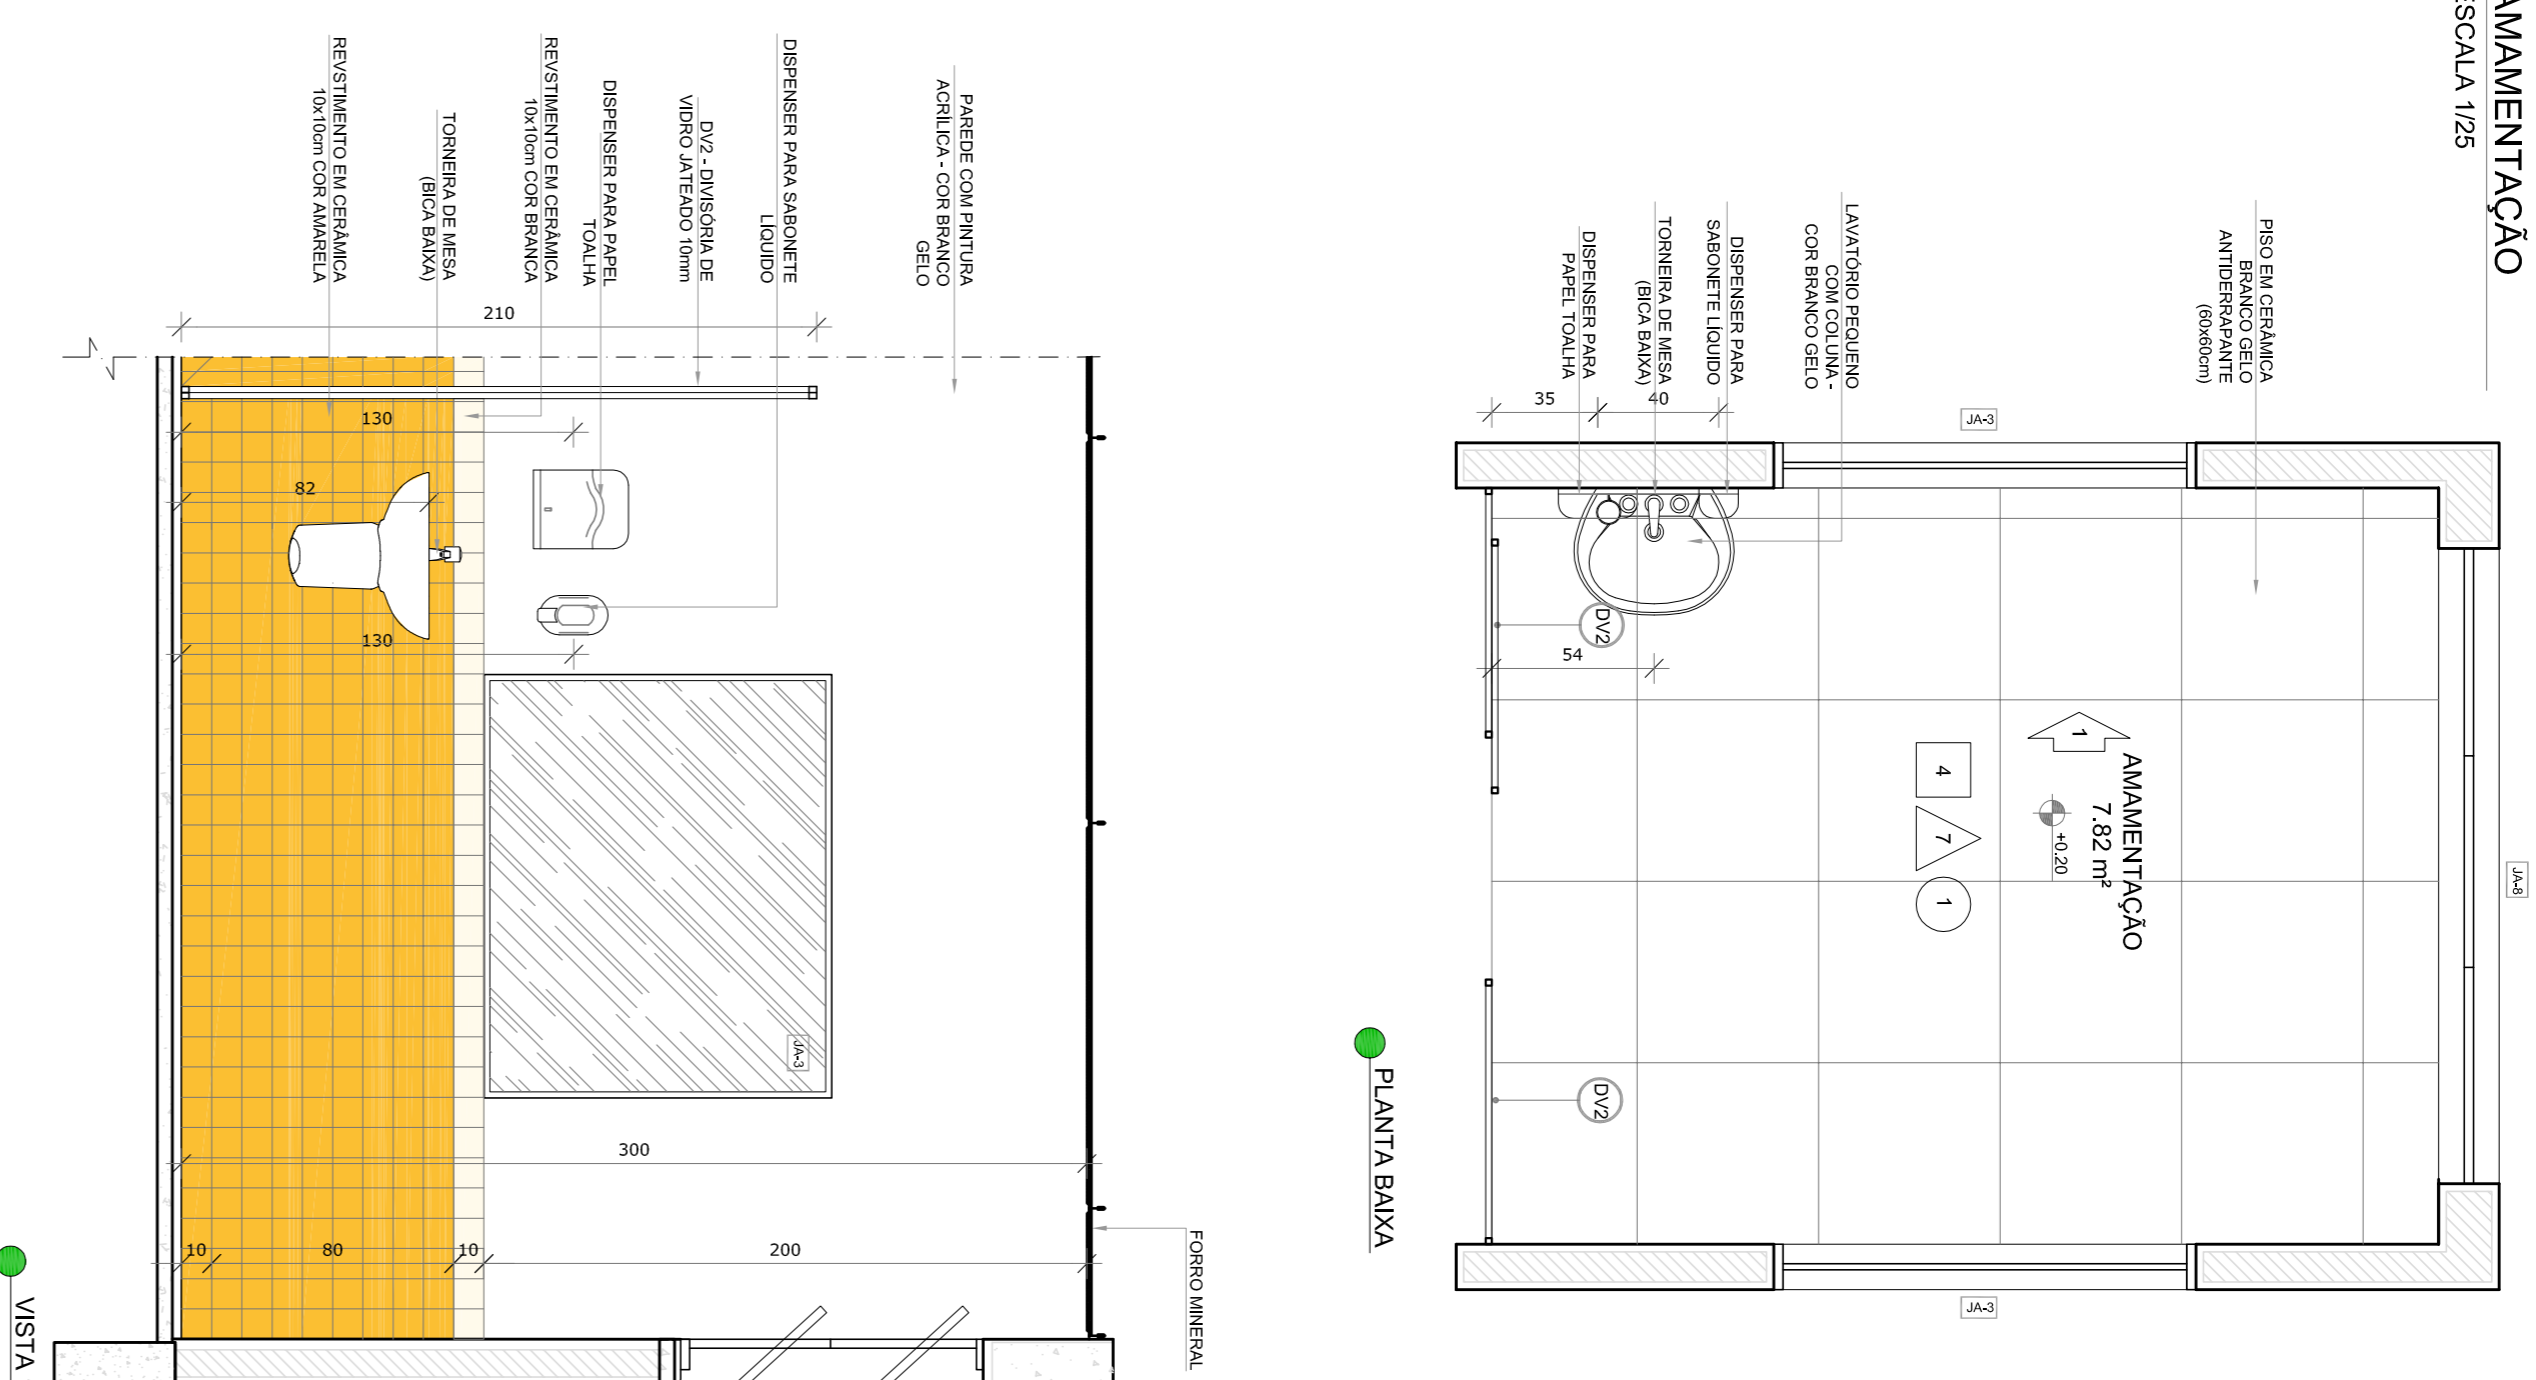 AMAMENTAÇÃO
ESCALA 1/25
PISO EM CERÂMICA
BRANCO GELO
ANTIDERRAPANTE
(60x60cm)
LAVATÓRIO PEQUENO
COM COLUNA -
COR BRANCO GELO
DISPENSER PARA
SABONETE LÍQUIDO
TORNEIRA DE MESA
(BICA BAIXA)
DISPENSER PARA
PAPEL TOALHA
35
40
JA-3
DV2
54
1
AMAMENTAÇÃO
7.82 m²
+0.20
4
7
1
JA-8
DV2
JA-3
PLANTA BAIXA
PAREDE COM PINTURA
ACRÍLICA - COR BRANCO
GELO
DISPENSER PARA SABONETE
LÍQUIDO
DV2 - DIVISÓRIA DE
VIDRO JATEADO 10mm
DISPENSER PARA PAPEL
TOALHA
REVSTIMENTO EM CERÂMICA
10x10cm COR BRANCA
TORNEIRA DE MESA
(BICA BAIXA)
REVSTIMENTO EM CERÂMICA
10x10cm COR AMARELA
210
130
82
130
JA-3
300
10
80
10
200
FORRO MINERAL
VISTA